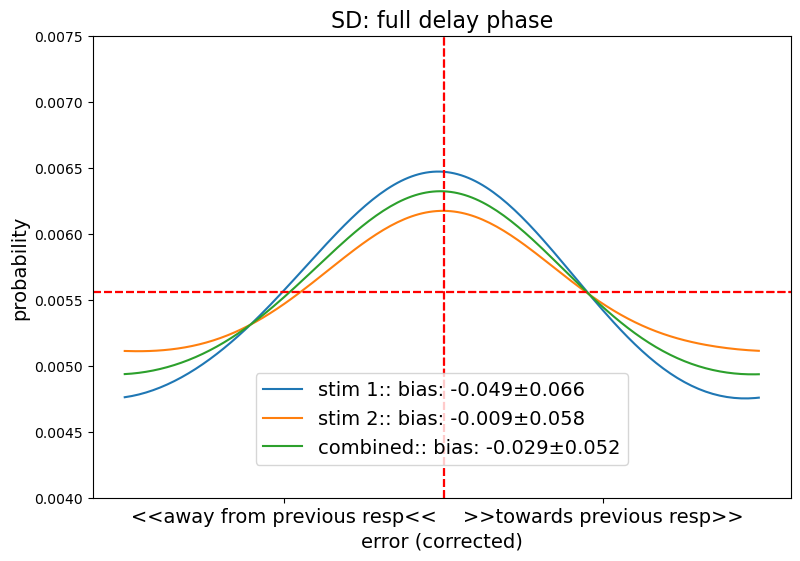 SD: full delay phase
0.0075
0.0070
0.0065
0.0060
0.0055
0.0050
0.0045
0.0040
probability
stim 1:: bias: -0.049±0.066
stim 2:: bias: -0.009±0.058
combined:: bias: -0.029±0.052
<<away from previous resp<< >>towards previous resp>>
error (corrected)